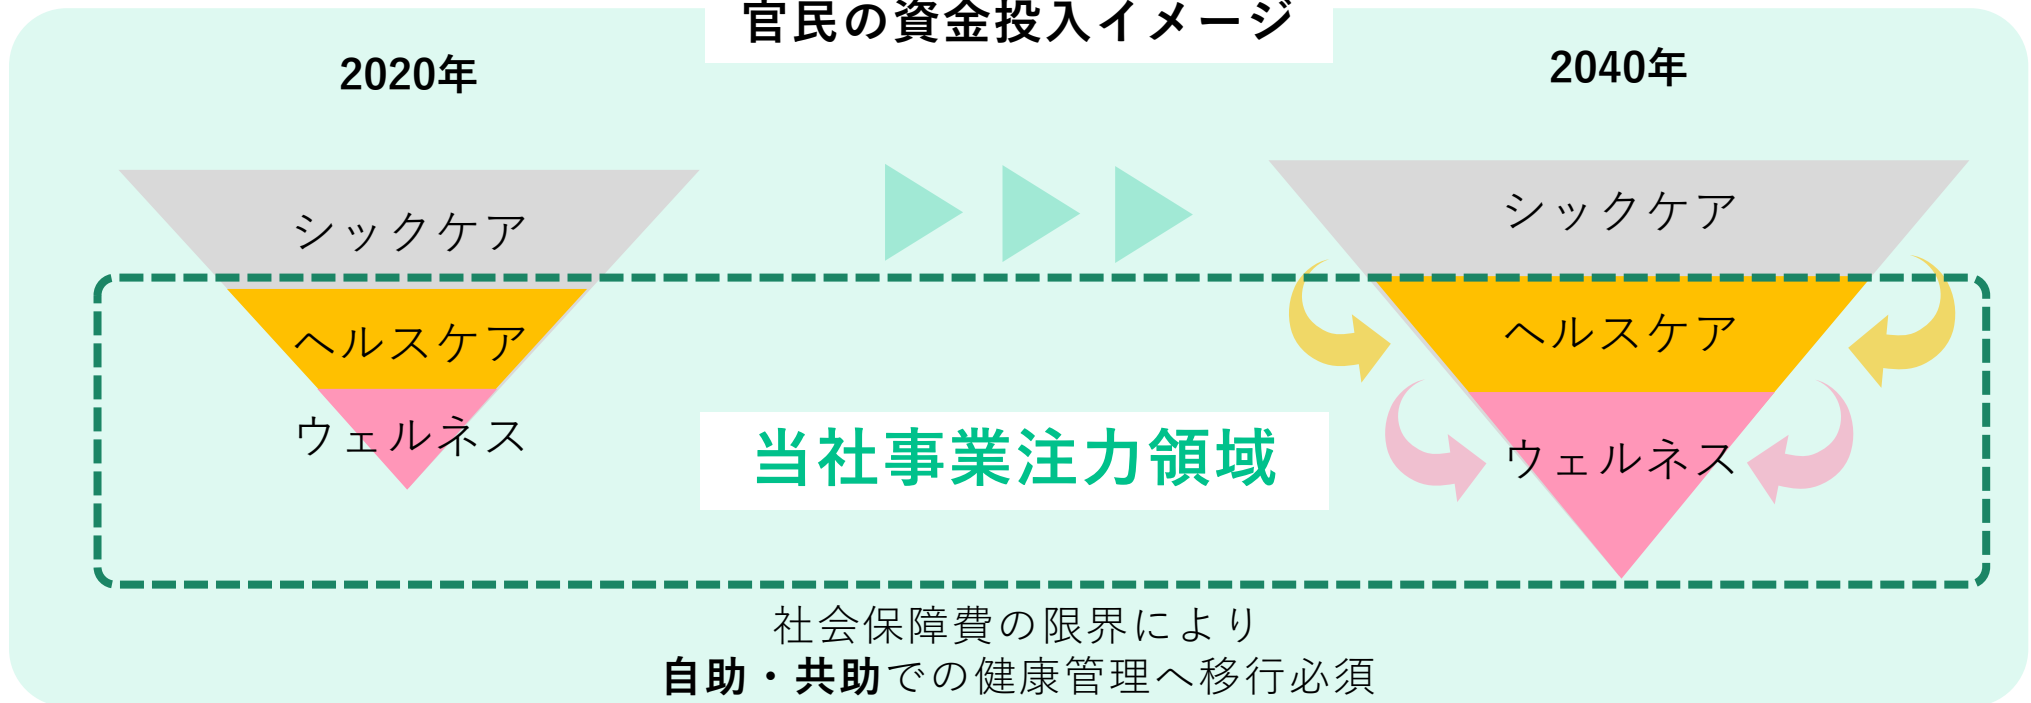 官民の資金投入イメージ
2020年
2040年
シックケア
ヘルスケア
ウェルネス
シックケア
ヘルスケア
ウェルネス
当社事業注力領域
社会保障費の限界により
自助・共助での健康管理へ移行必須